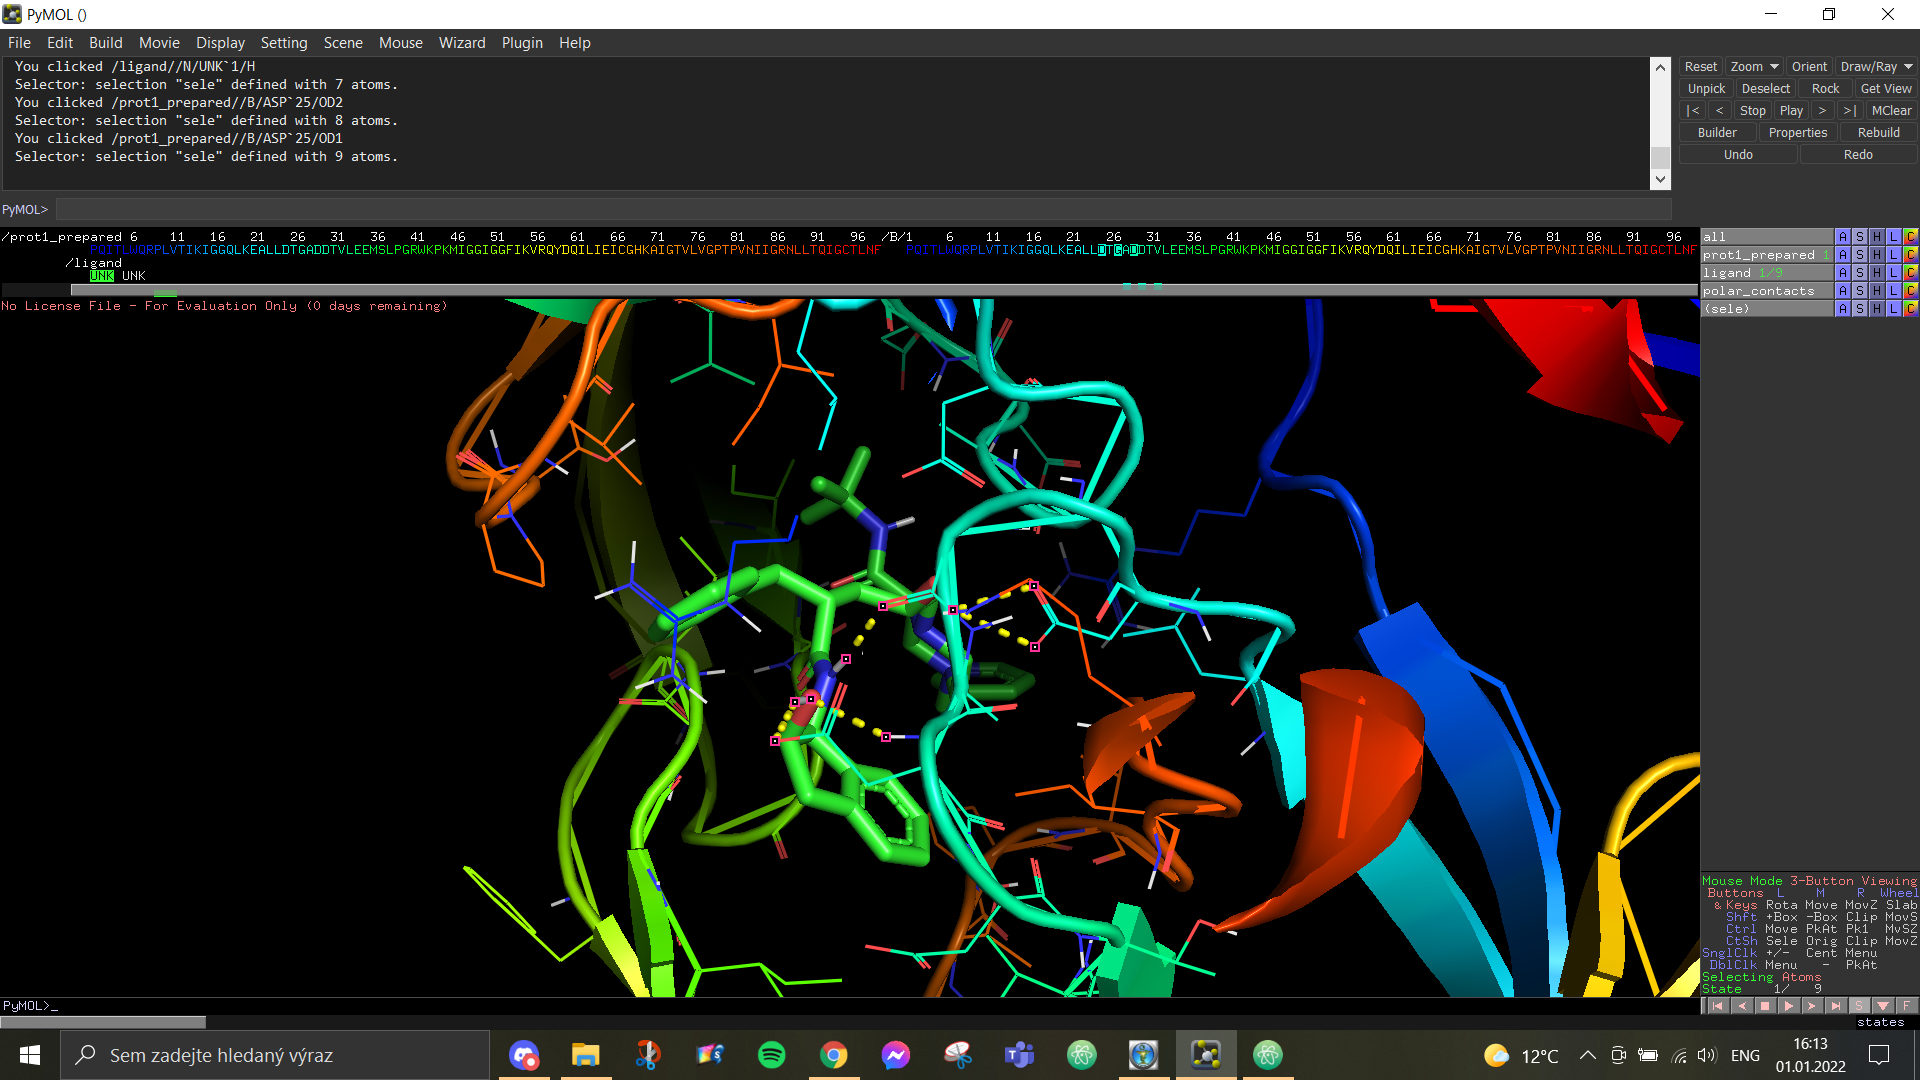 PyMOL ()
File Edit Build Movie Display Setting Scene Mouse Wizard Plugin Help
You clicked /ligand//N/UNK`1/H
Selector: selection "sele" defined with 7 atoms.
You clicked /prot1_prepared//B/ASP`25/OD2
Selector: selection "sele" defined with 8 atoms.
You clicked /prot1_prepared//B/ASP`25/OD1
Selector: selection "sele" defined with 9 atoms.
Reset Zoom Orient Draw/Ray
Unpick Deselect Rock Get View
|< < Stop Play > >| MClear
Builder Properties Rebuild
Undo Redo
PyMOL>
/prot1_prepared 6 11 16 21 26 31 36 41 46 51 56 61 66 71 76 81 86 91 96 /B/1 6 11 16 21 26 31 36 41 46 51 56 61 66 71 76 81 86 91 96
PQITLWQRPLVTIKIGGQLKEALLDTGADDTVLEEMSLPGRWKPKMIGGIGGFIKVRQYDQILIEICGHKAIGTVLVGPTPVNIIGRNLLTQIGCTLNF PQITLWQRPLVTIKIGGQLKEALLDTGADDTVLEEMSLPGRWKPKMIGGIGGFIKVRQYDQILIEICGHKAIGTVLVGPTPVNIIGRNLLTQIGCTLNF
/ligand
UNK UNK
No License File - For Evaluation Only (0 days remaining)
all A S H L C
prot1_prepared 1 A S H L C
ligand 1/9 A S H L C
polar_contacts A S H L C
(sele) A S H L C
Mouse Mode 3-Button Viewing
Buttons L M R Wheel
& Keys Rota Move MovZ Slab
Shft +Box -Box Clip MovS
Ctrl Move PkAt Pk1 MvSZ
CtSh Sele Orig Clip MovZ
SnglClk +/- Cent Menu
DblClk Menu - PkAt
Selecting Atoms
State 1/ 9
PyMOL>_
S F
states
Sem zadejte hledaný výraz
12°C
ENG
16:13
01.01.2022